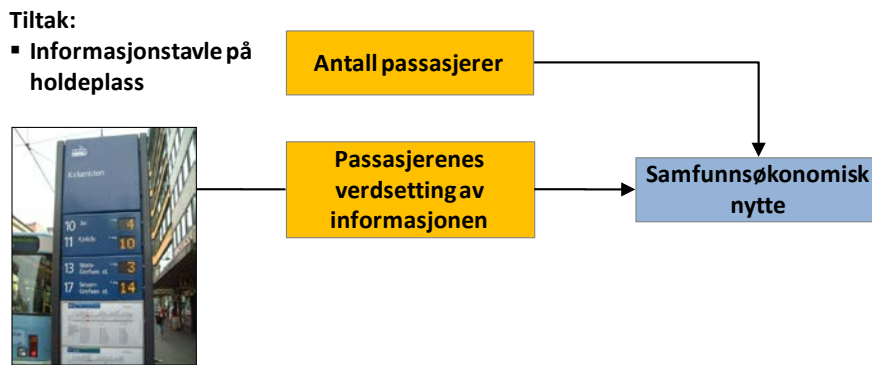 Tiltak:
▪ Informasjonstavle på
holdeplass
Antall passasjerer
Passasjerenes
verdsetting av
informasjonen
Samfunnsøkonomisk
nytte
Kirkeristen
10 4
11 10
13 3
17 14